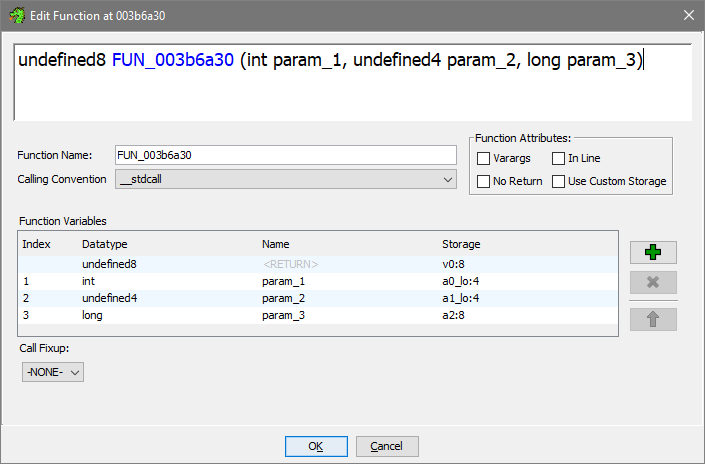 Edit Function at 003b6a30
undefined8 FUN_003b6a30 (int param_1, undefined4 param_2, long param_3)
Function Name: FUN_003b6a30
Calling Convention __stdcall
Function Attributes:
Varargs In Line
No Return Use Custom Storage
Function Variables
Index Datatype Name Storage
undefined8 <RETURN> v0:8
1 int param_1 a0_lo:4
2 undefined4 param_2 a1_lo:4
3 long param_3 a2:8
Call Fixup:
-NONE-
OK Cancel